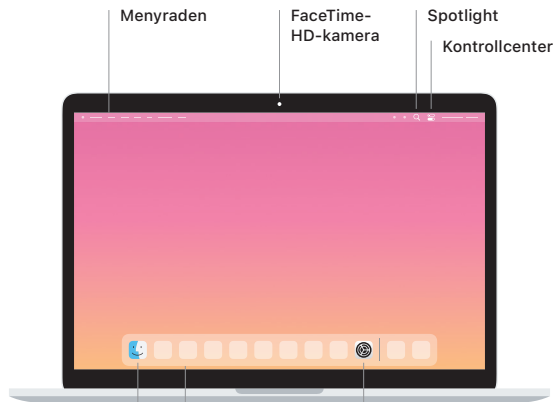 Menyraden
FaceTime-
HD-kamera
Spotlight
Kontrollcenter